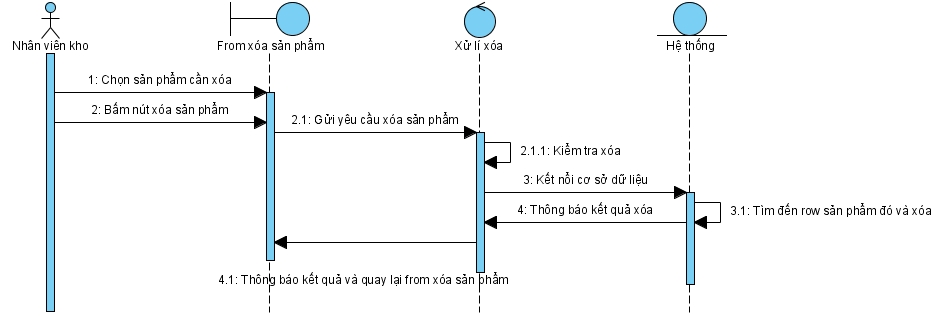 Nhân viên kho
From xóa sản phẩm
Xử lí xóa
Hệ thống
1: Chọn sản phẩm cần xóa
2: Bấm nút xóa sản phẩm
2.1: Gửi yêu cầu xóa sản phẩm
2.1.1: Kiểm tra xóa
3: Kết nối cơ sở dữ liệu
4: Thông báo kết quả xóa
3.1: Tìm đến row sản phẩm đó và xóa
4.1: Thông báo kết quả và quay lại from xóa sản phẩm